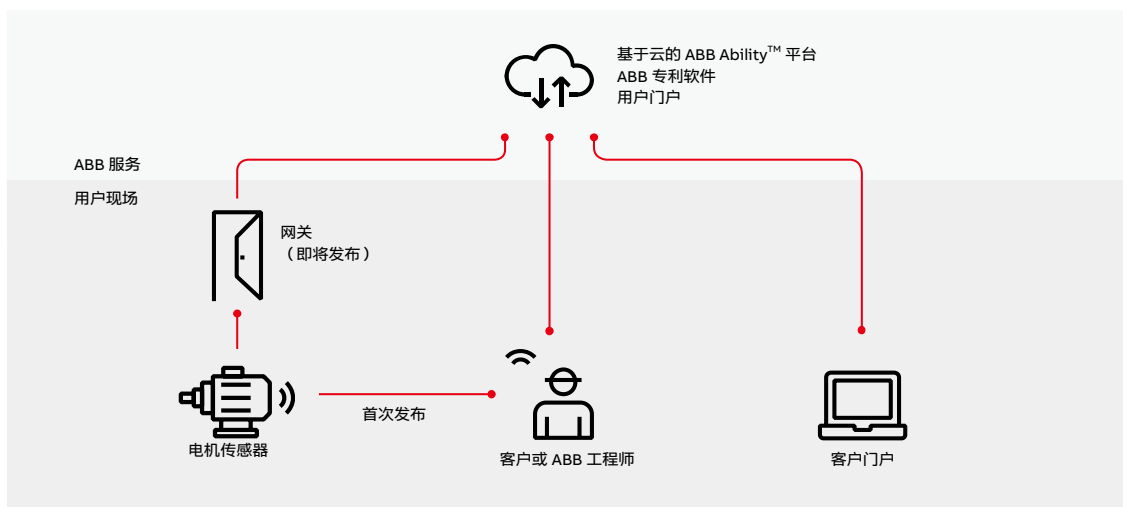 基于云的 ABB Ability™ 平台
ABB 专利软件
用户门户
ABB 服务
用户现场
网关
（即将发布）
首次发布
电机传感器
客户或 ABB 工程师
客户门户